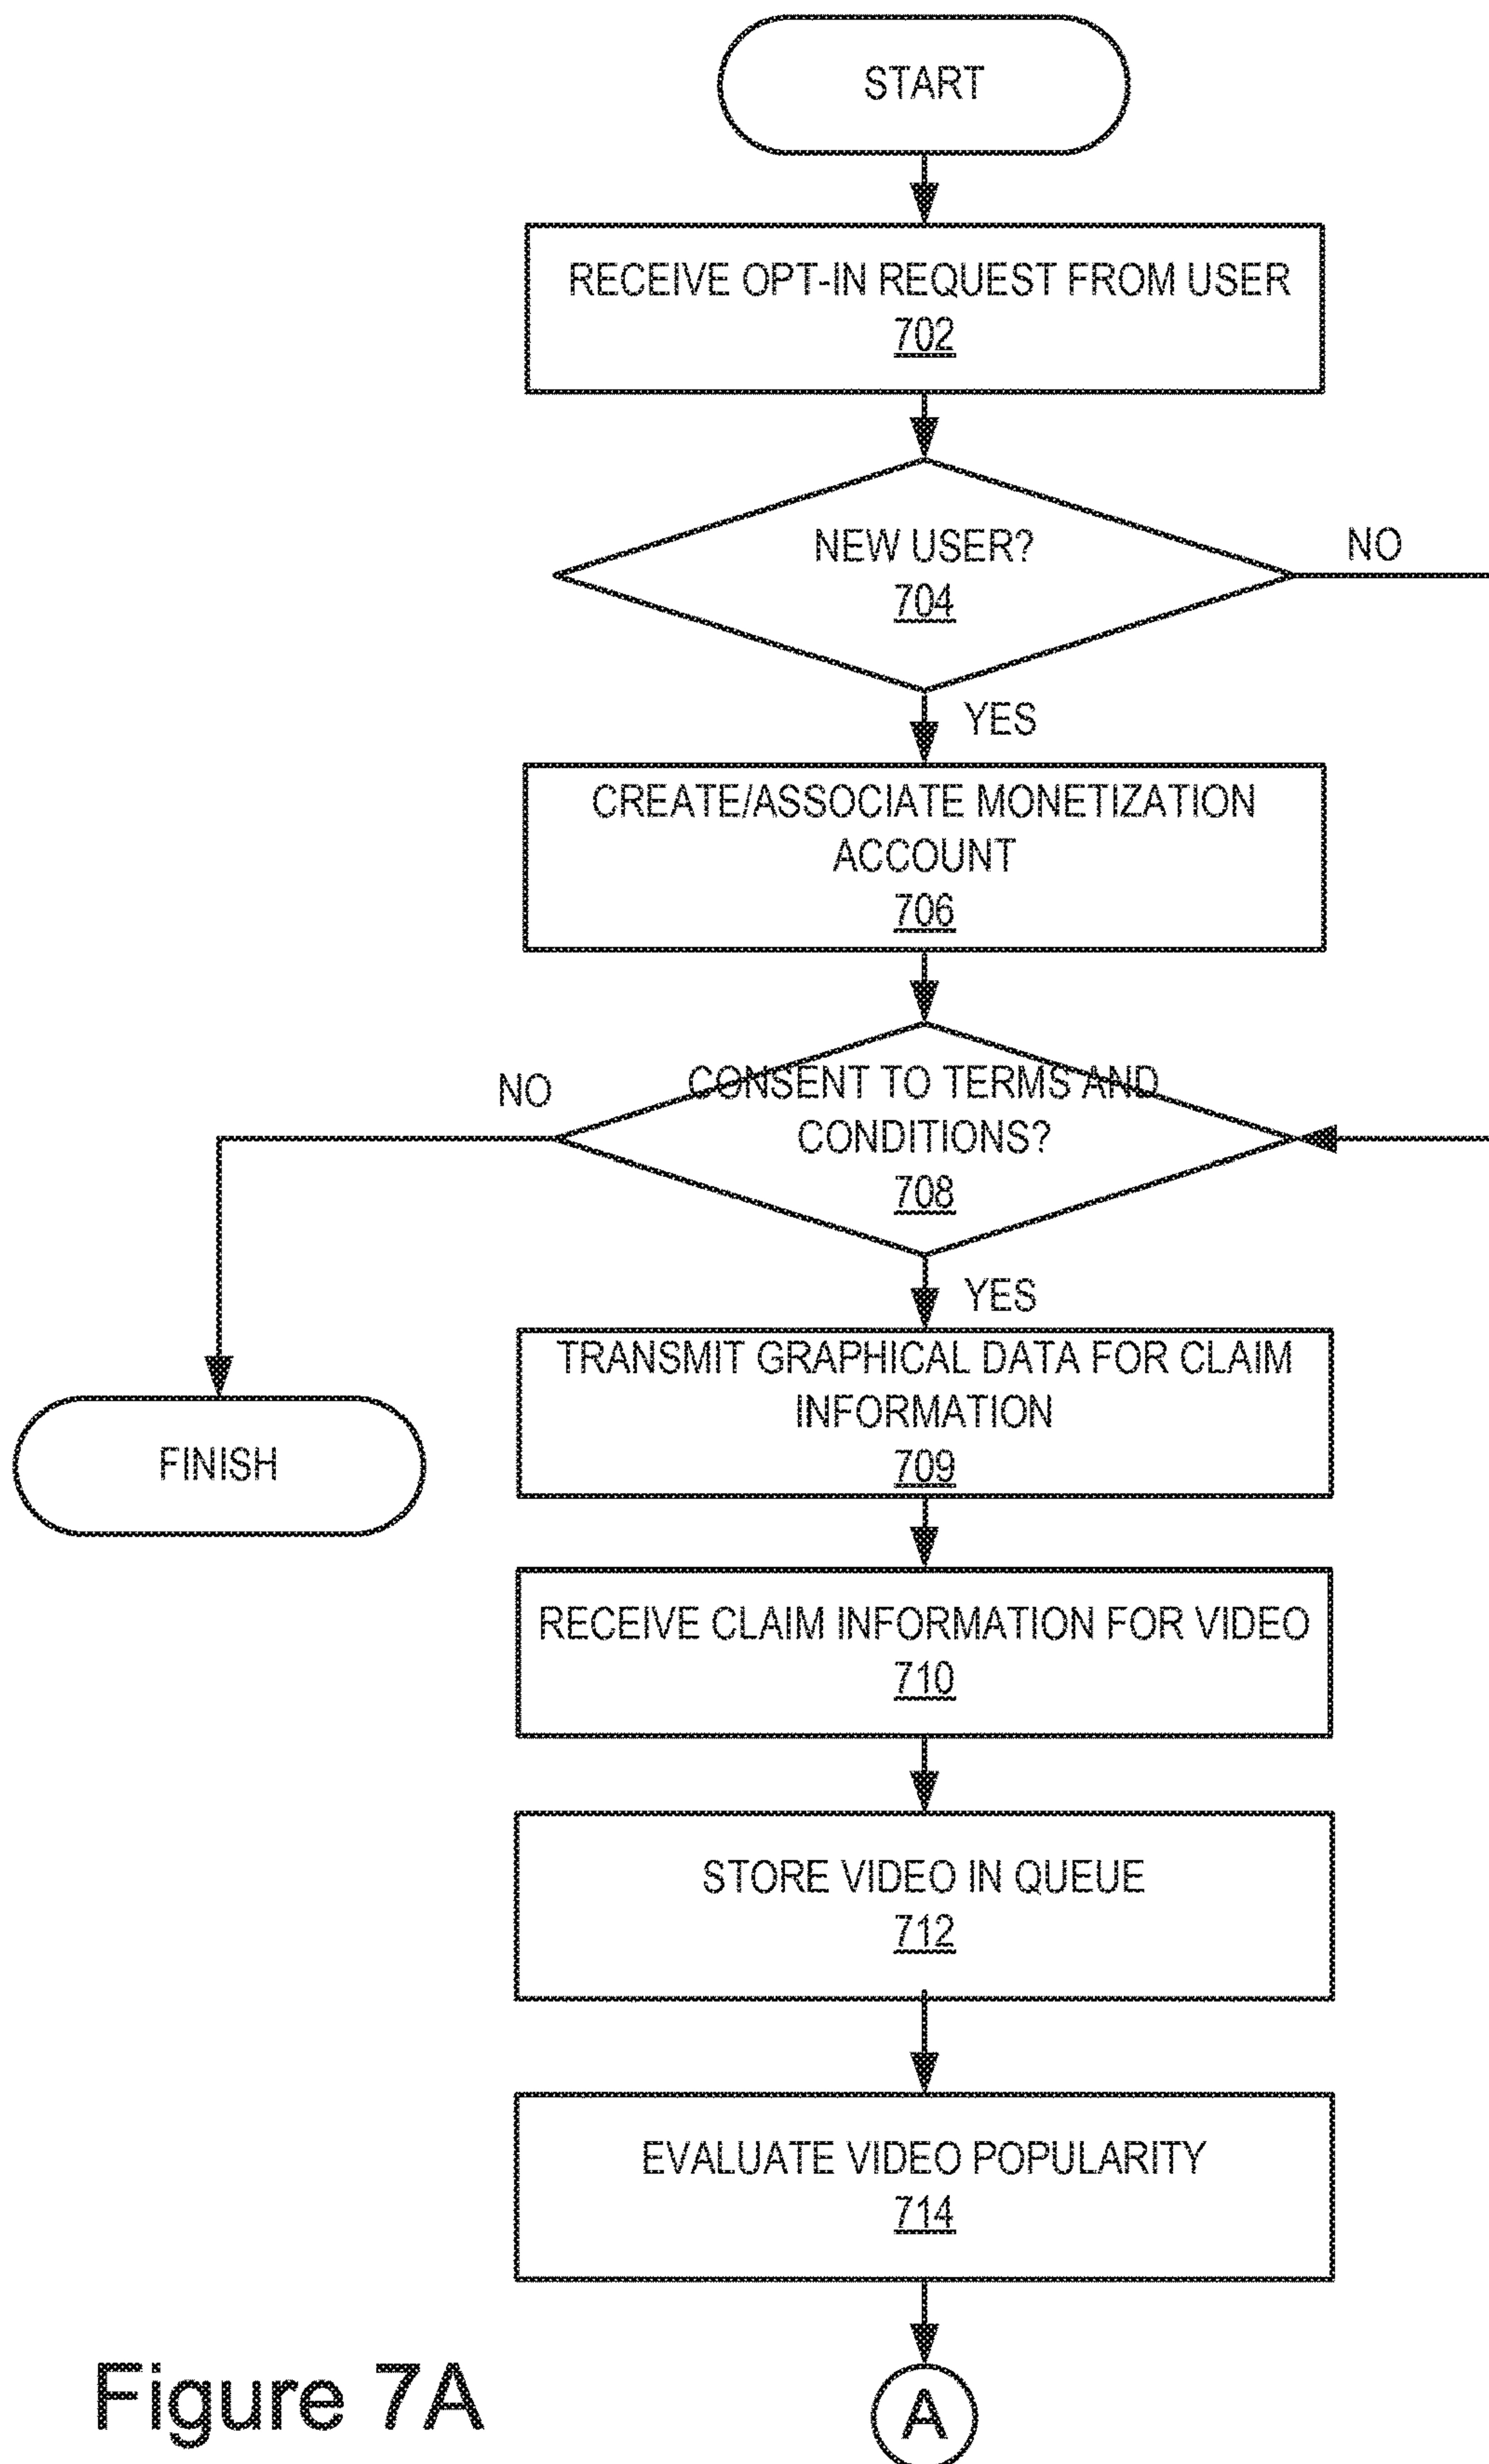 START
RECEIVE OPT-IN REQUEST FROM USER
702
NEW USER?
704
NO
YES
CREATE/ASSOCIATE MONETIZATION
ACCOUNT
706
NO
CONSENT TO TERMS AND
CONDITIONS?
708
YES
TRANSMIT GRAPHICAL DATA FOR CLAIM
INFORMATION
709
FINISH
RECEIVE CLAIM INFORMATION FOR VIDEO
710
STORE VIDEO IN QUEUE
712
EVALUATE VIDEO POPULARITY
714
A
Figure 7A